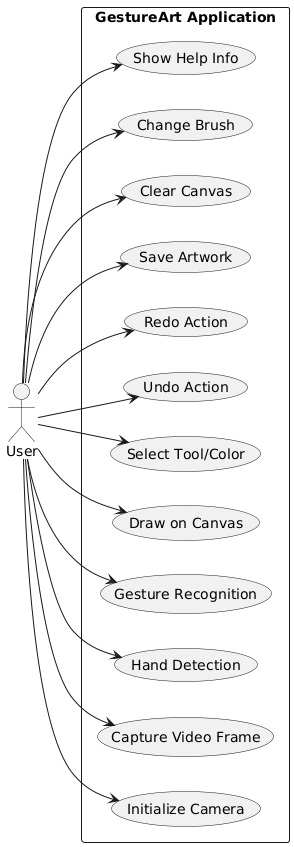 GestureArt Application
Show Help Info
Change Brush
Clear Canvas
Save Artwork
Redo Action
Undo Action
User
Select Tool/Color
Draw on Canvas
Gesture Recognition
Hand Detection
Capture Video Frame
Initialize Camera